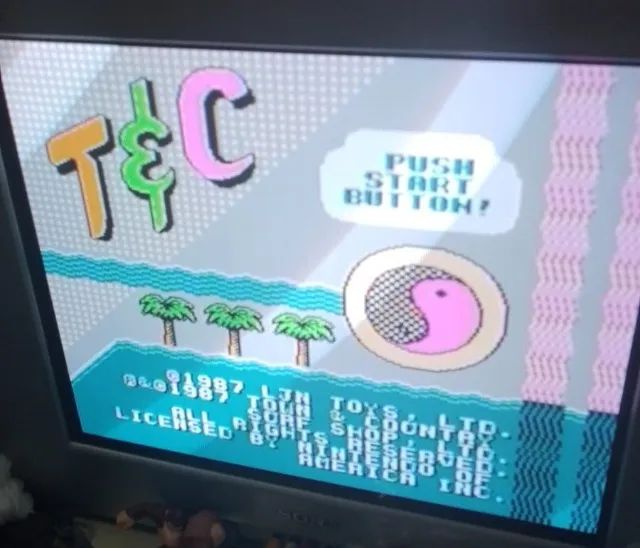 T&C
PUSH
START
BUTTON!
©1987 LJN TOYS, LTD.
®&©1987 TOWN & COUNTRY
SURF SHOP, LTD.
ALL RIGHTS RESERVED.
LICENSED BY NINTENDO OF
AMERICA INC.
SONY